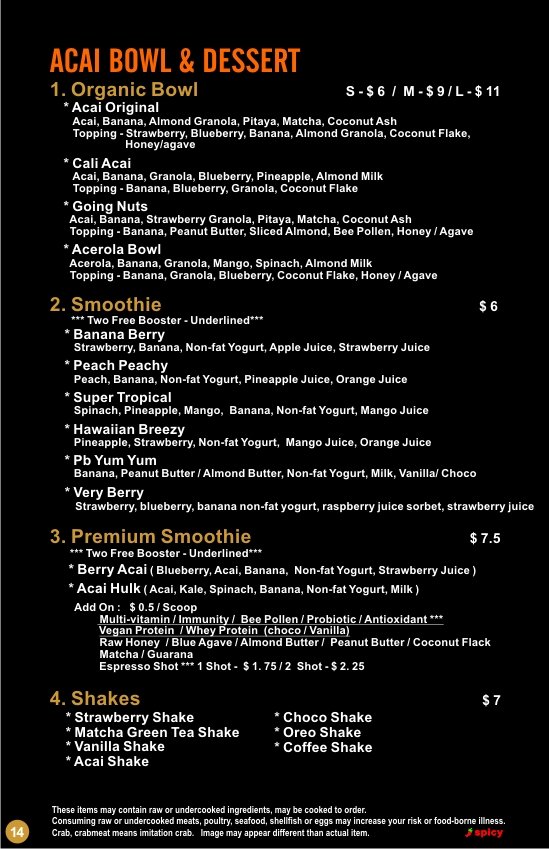 ACAI BOWL & DESSERT
1. Organic Bowl S - $ 6 / M - $ 9 / L - $ 11
* Acai Original
Acai, Banana, Almond Granola, Pitaya, Matcha, Coconut Ash
Topping - Strawberry, Blueberry, Banana, Almond Granola, Coconut Flake,
Honey/agave
* Cali Acai
Acai, Banana, Granola, Blueberry, Pineapple, Almond Milk
Topping - Banana, Blueberry, Granola, Coconut Flake
* Going Nuts
Acai, Banana, Strawberry Granola, Pitaya, Matcha, Coconut Ash
Topping - Banana, Peanut Butter, Sliced Almond, Bee Pollen, Honey / Agave
* Acerola Bowl
Acerola, Banana, Granola, Mango, Spinach, Almond Milk
Topping - Banana, Granola, Blueberry, Coconut Flake, Honey / Agave
2. Smoothie $ 6
*** Two Free Booster - Underlined***
* Banana Berry
Strawberry, Banana, Non-fat Yogurt, Apple Juice, Strawberry Juice
* Peach Peachy
Peach, Banana, Non-fat Yogurt, Pineapple Juice, Orange Juice
* Super Tropical
Spinach, Pineapple, Mango, Banana, Non-fat Yogurt, Mango Juice
* Hawaiian Breezy
Pineapple, Strawberry, Non-fat Yogurt, Mango Juice, Orange Juice
* Pb Yum Yum
Banana, Peanut Butter / Almond Butter, Non-fat Yogurt, Milk, Vanilla/ Choco
* Very Berry
Strawberry, blueberry, banana non-fat yogurt, raspberry juice sorbet, strawberry juice
3. Premium Smoothie $ 7.5
*** Two Free Booster - Underlined***
* Berry Acai ( Blueberry, Acai, Banana, Non-fat Yogurt, Strawberry Juice )
* Acai Hulk ( Acai, Kale, Spinach, Banana, Non-fat Yogurt, Milk )
Add On : $ 0.5 / Scoop
Multi-vitamin / Immunity / Bee Pollen / Probiotic / Antioxidant ***
Vegan Protein / Whey Protein (choco / Vanilla)
Raw Honey / Blue Agave / Almond Butter / Peanut Butter / Coconut Flack
Matcha / Guarana
Espresso Shot *** 1 Shot - $ 1. 75 / 2 Shot - $ 2. 25
4. Shakes $ 7
* Strawberry Shake * Choco Shake
* Matcha Green Tea Shake * Oreo Shake
* Vanilla Shake * Coffee Shake
* Acai Shake
These items may contain raw or undercooked ingredients, may be cooked to order.
Consuming raw or undercooked meats, poultry, seafood, shellfish or eggs may increase your risk or food-borne illness.
14 Crab, crabmeat means imitation crab. Image may appear different than actual item. spicy